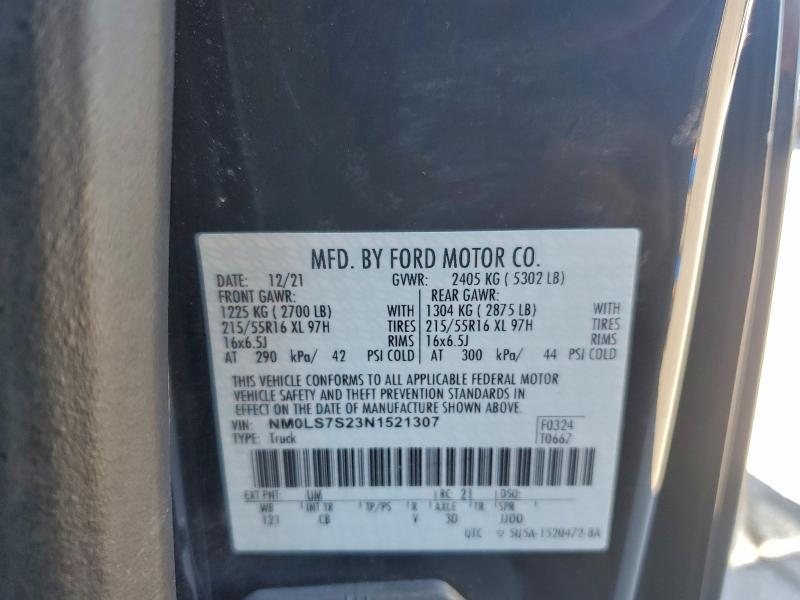 MFD. BY FORD MOTOR CO.
DATE: 12/21 GVWR: 2405 KG ( 5302 LB)
FRONT GAWR: REAR GAWR:
1225 KG ( 2700 LB) WITH 1304 KG ( 2875 LB) WITH
215/55R16 XL 97H TIRES 215/55R16 XL 97H TIRES
16x6.5J RIMS 16x6.5J RIMS
AT 290 kPa/ 42 PSI COLD AT 300 kPa/ 44 PSI COLD
THIS VEHICLE CONFORMS TO ALL APPLICABLE FEDERAL MOTOR
VEHICLE SAFETY AND THEFT PREVENTION STANDARDS IN
EFFECT ON THE DATE OF MANUFACTURE SHOWN ABOVE.
VIN: NM0LS7S23N1521307 F0324
TYPE: Truck T0667
EXT PNT: UM RC: 21 DSO:
WB INT TR TP/PS R AXLE TR SPR
121 CB V 3D JJOO
UTC 5U5A-1520472-BA